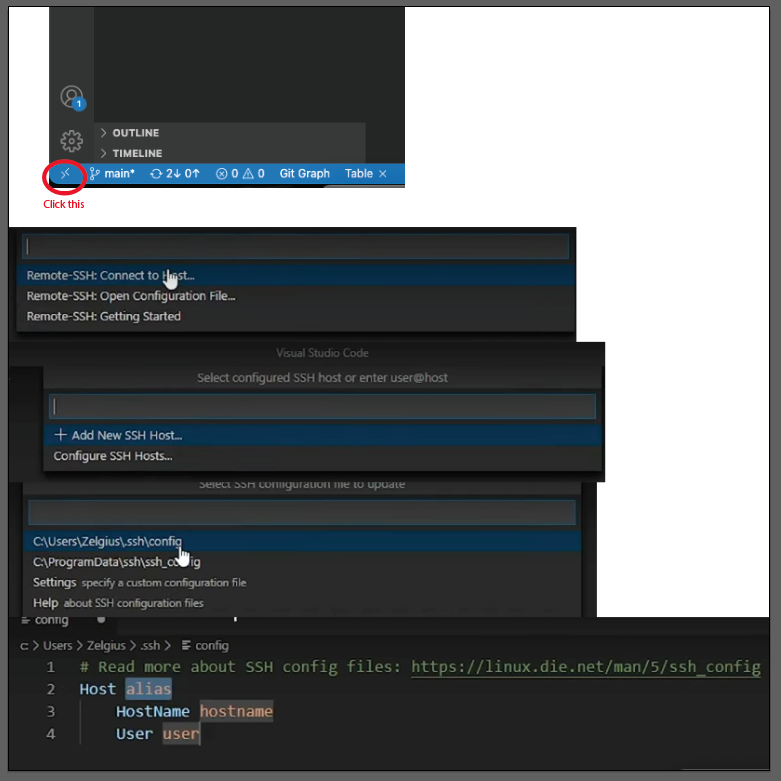 1
OUTLINE
TIMELINE
main* 2↓ 0↑ 0 0 Git Graph Table ×
Click this
Remote-SSH: Connect to Host...
Remote-SSH: Open Configuration File...
Remote-SSH: Getting Started
Visual Studio Code
Select configured SSH host or enter user@host
+ Add New SSH Host...
Configure SSH Hosts...
Select SSH configuration file to update
C:\Users\Zelgius\.ssh\config
C:\ProgramData\ssh\ssh_config
Settings specify a custom configuration file
Help about SSH configuration files
config
c: > Users > Zelgius > .ssh > config
1 # Read more about SSH config files: https://linux.die.net/man/5/ssh_config
2 Host alias
3 HostName hostname
4 User user